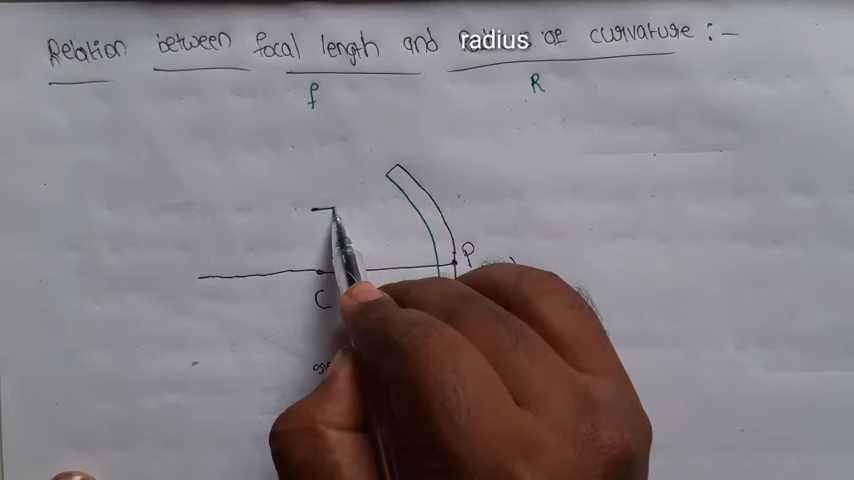 Relation between focal length and radius of curvature :-
f R
P
C